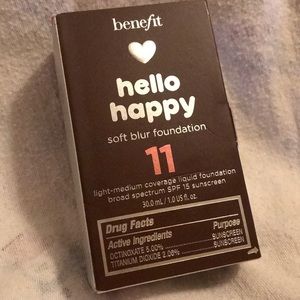 benefit
hello
happy
soft blur foundation
11
light-medium coverage liquid foundation
broad spectrum SPF 15 sunscreen
30.0 mL / 1.0 US fl. oz.
Drug Facts
Active Ingredients Purpose
OCTINOXATE 5.00% SUNSCREEN
TITANIUM DIOXIDE 2.08% SUNSCREEN